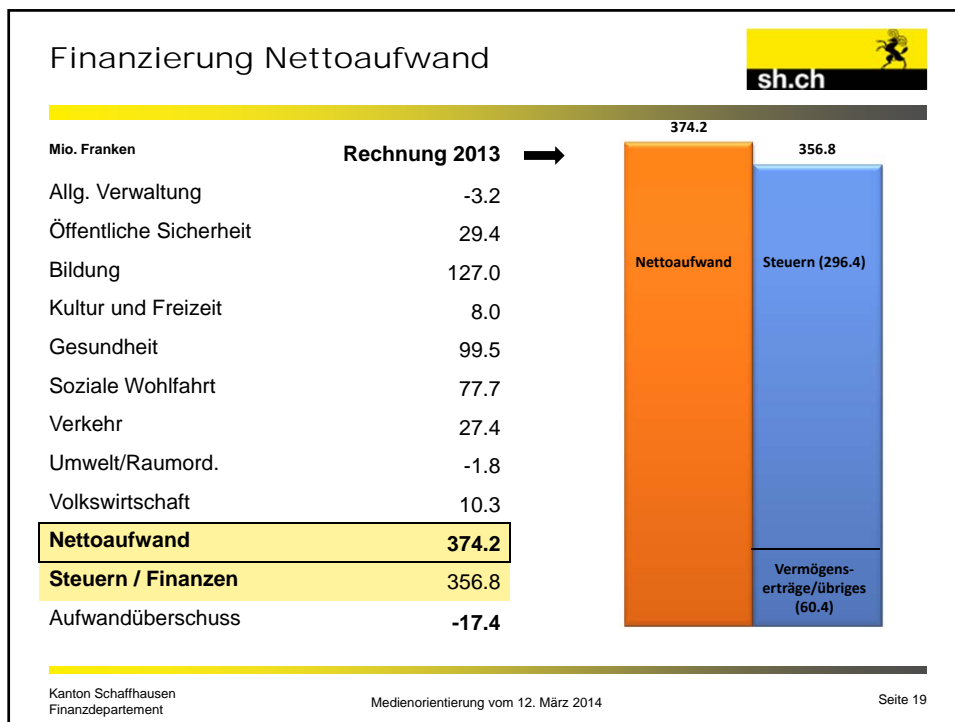 Finanzierung Nettoaufwand
sh.ch
Mio. Franken Rechnung 2013
Allg. Verwaltung -3.2
Öffentliche Sicherheit 29.4
Bildung 127.0
Kultur und Freizeit 8.0
Gesundheit 99.5
Soziale Wohlfahrt 77.7
Verkehr 27.4
Umwelt/Raumord. -1.8
Volkswirtschaft 10.3
Nettoaufwand 374.2
Steuern / Finanzen 356.8
Aufwandüberschuss -17.4
374.2
356.8
Nettoaufwand
Steuern (296.4)
Vermögens-
erträge/übriges
(60.4)
Kanton Schaffhausen
Finanzdepartement
Medienorientierung vom 12. März 2014
Seite 19